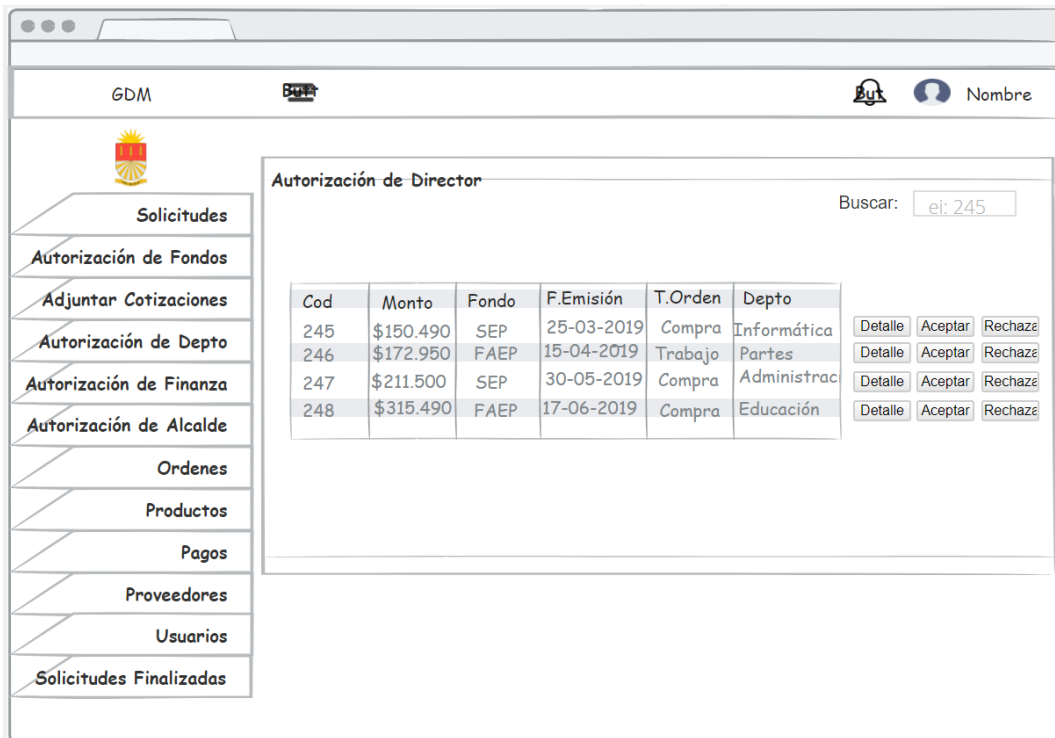 GDM But Nombre
Autorización de Director
Buscar: ei: 245
Solicitudes
Autorización de Fondos
Adjuntar Cotizaciones
Autorización de Depto
Autorización de Finanza
Autorización de Alcalde
Ordenes
Productos
Pagos
Proveedores
Usuarios
Solicitudes Finalizadas
Cod Monto Fondo F.Emisión T.Orden Depto
245 $150.490 SEP 25-03-2019 Compra Informática Detalle Aceptar Rechaza
246 $172.950 FAEP 15-04-2019 Trabajo Partes Detalle Aceptar Rechaza
247 $211.500 SEP 30-05-2019 Compra Administraci Detalle Aceptar Rechaza
248 $315.490 FAEP 17-06-2019 Compra Educación Detalle Aceptar Rechaza